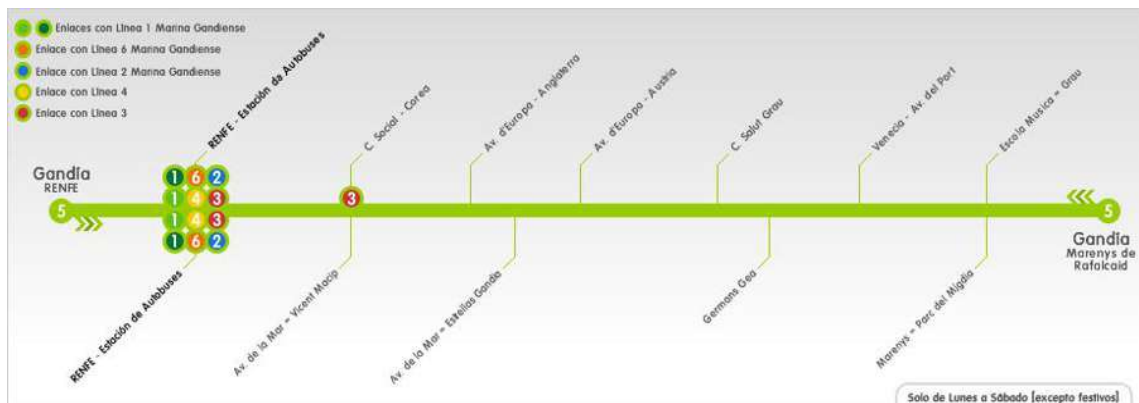 Enlaces con Línea 1 Marina Gandiense
Enlace con Línea 6 Marina Gandiense
Enlace con Línea 2 Marina Gandiense
Enlace con Línea 4
Enlace con Línea 3
RENFE - Estación de Autobuses
C. Social - Corea
Av. d'Europa - Anglaterra
Av. d'Europa - Austria
C. Salut Grau
Venecia - Av. del Port
Escola Musica = Grau
Gandía
RENFE
5
1 6 2
1 4 3
1 4 3
1 6 2
3
5
Gandía
Marenys de
Rafolcaid
RENFE - Estación de Autobuses
Av. de la Mar = Vicent Macip
Av. de la Mar = Estrellas Gandia
Germans Gea
Marenys = Parc del Migdia
Solo de Lunes a Sábado [excepto festivos]